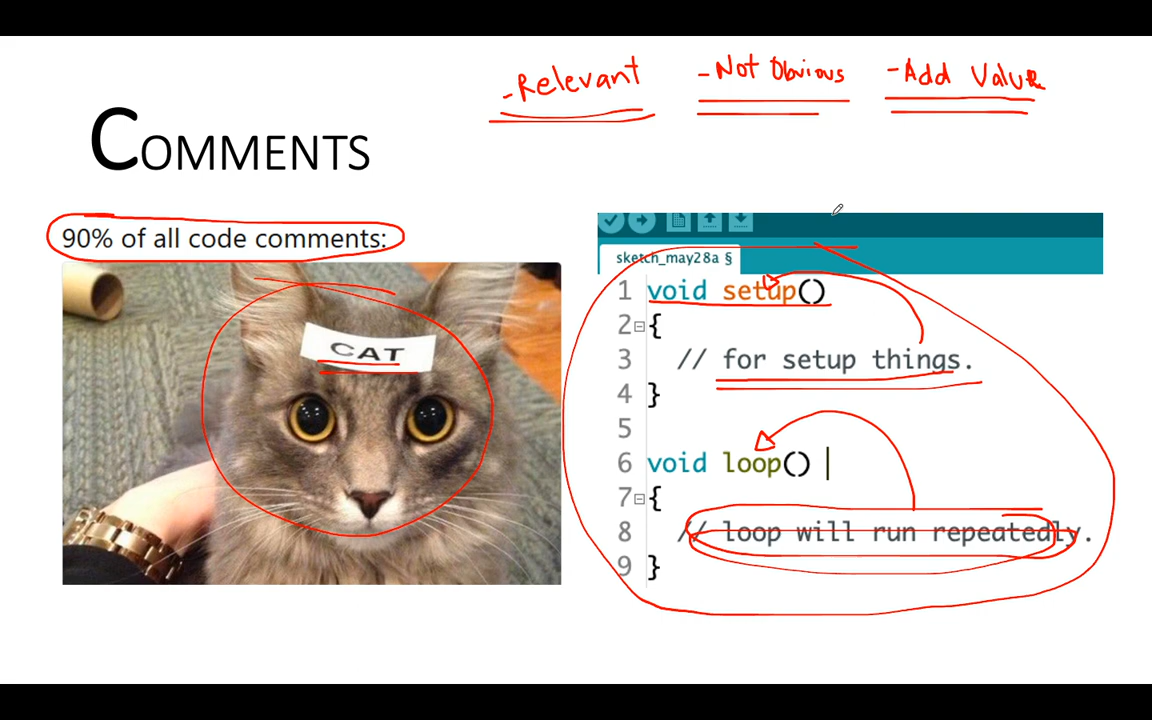 -Relevant
-Not Obvious
-Add Value
COMMENTS
90% of all code comments:
CAT
sketch_may28a §
1 void setup()
2 {
3 // for setup things.
4 }
5
6 void loop()
7 {
8 // loop will run repeatedly.
9 }